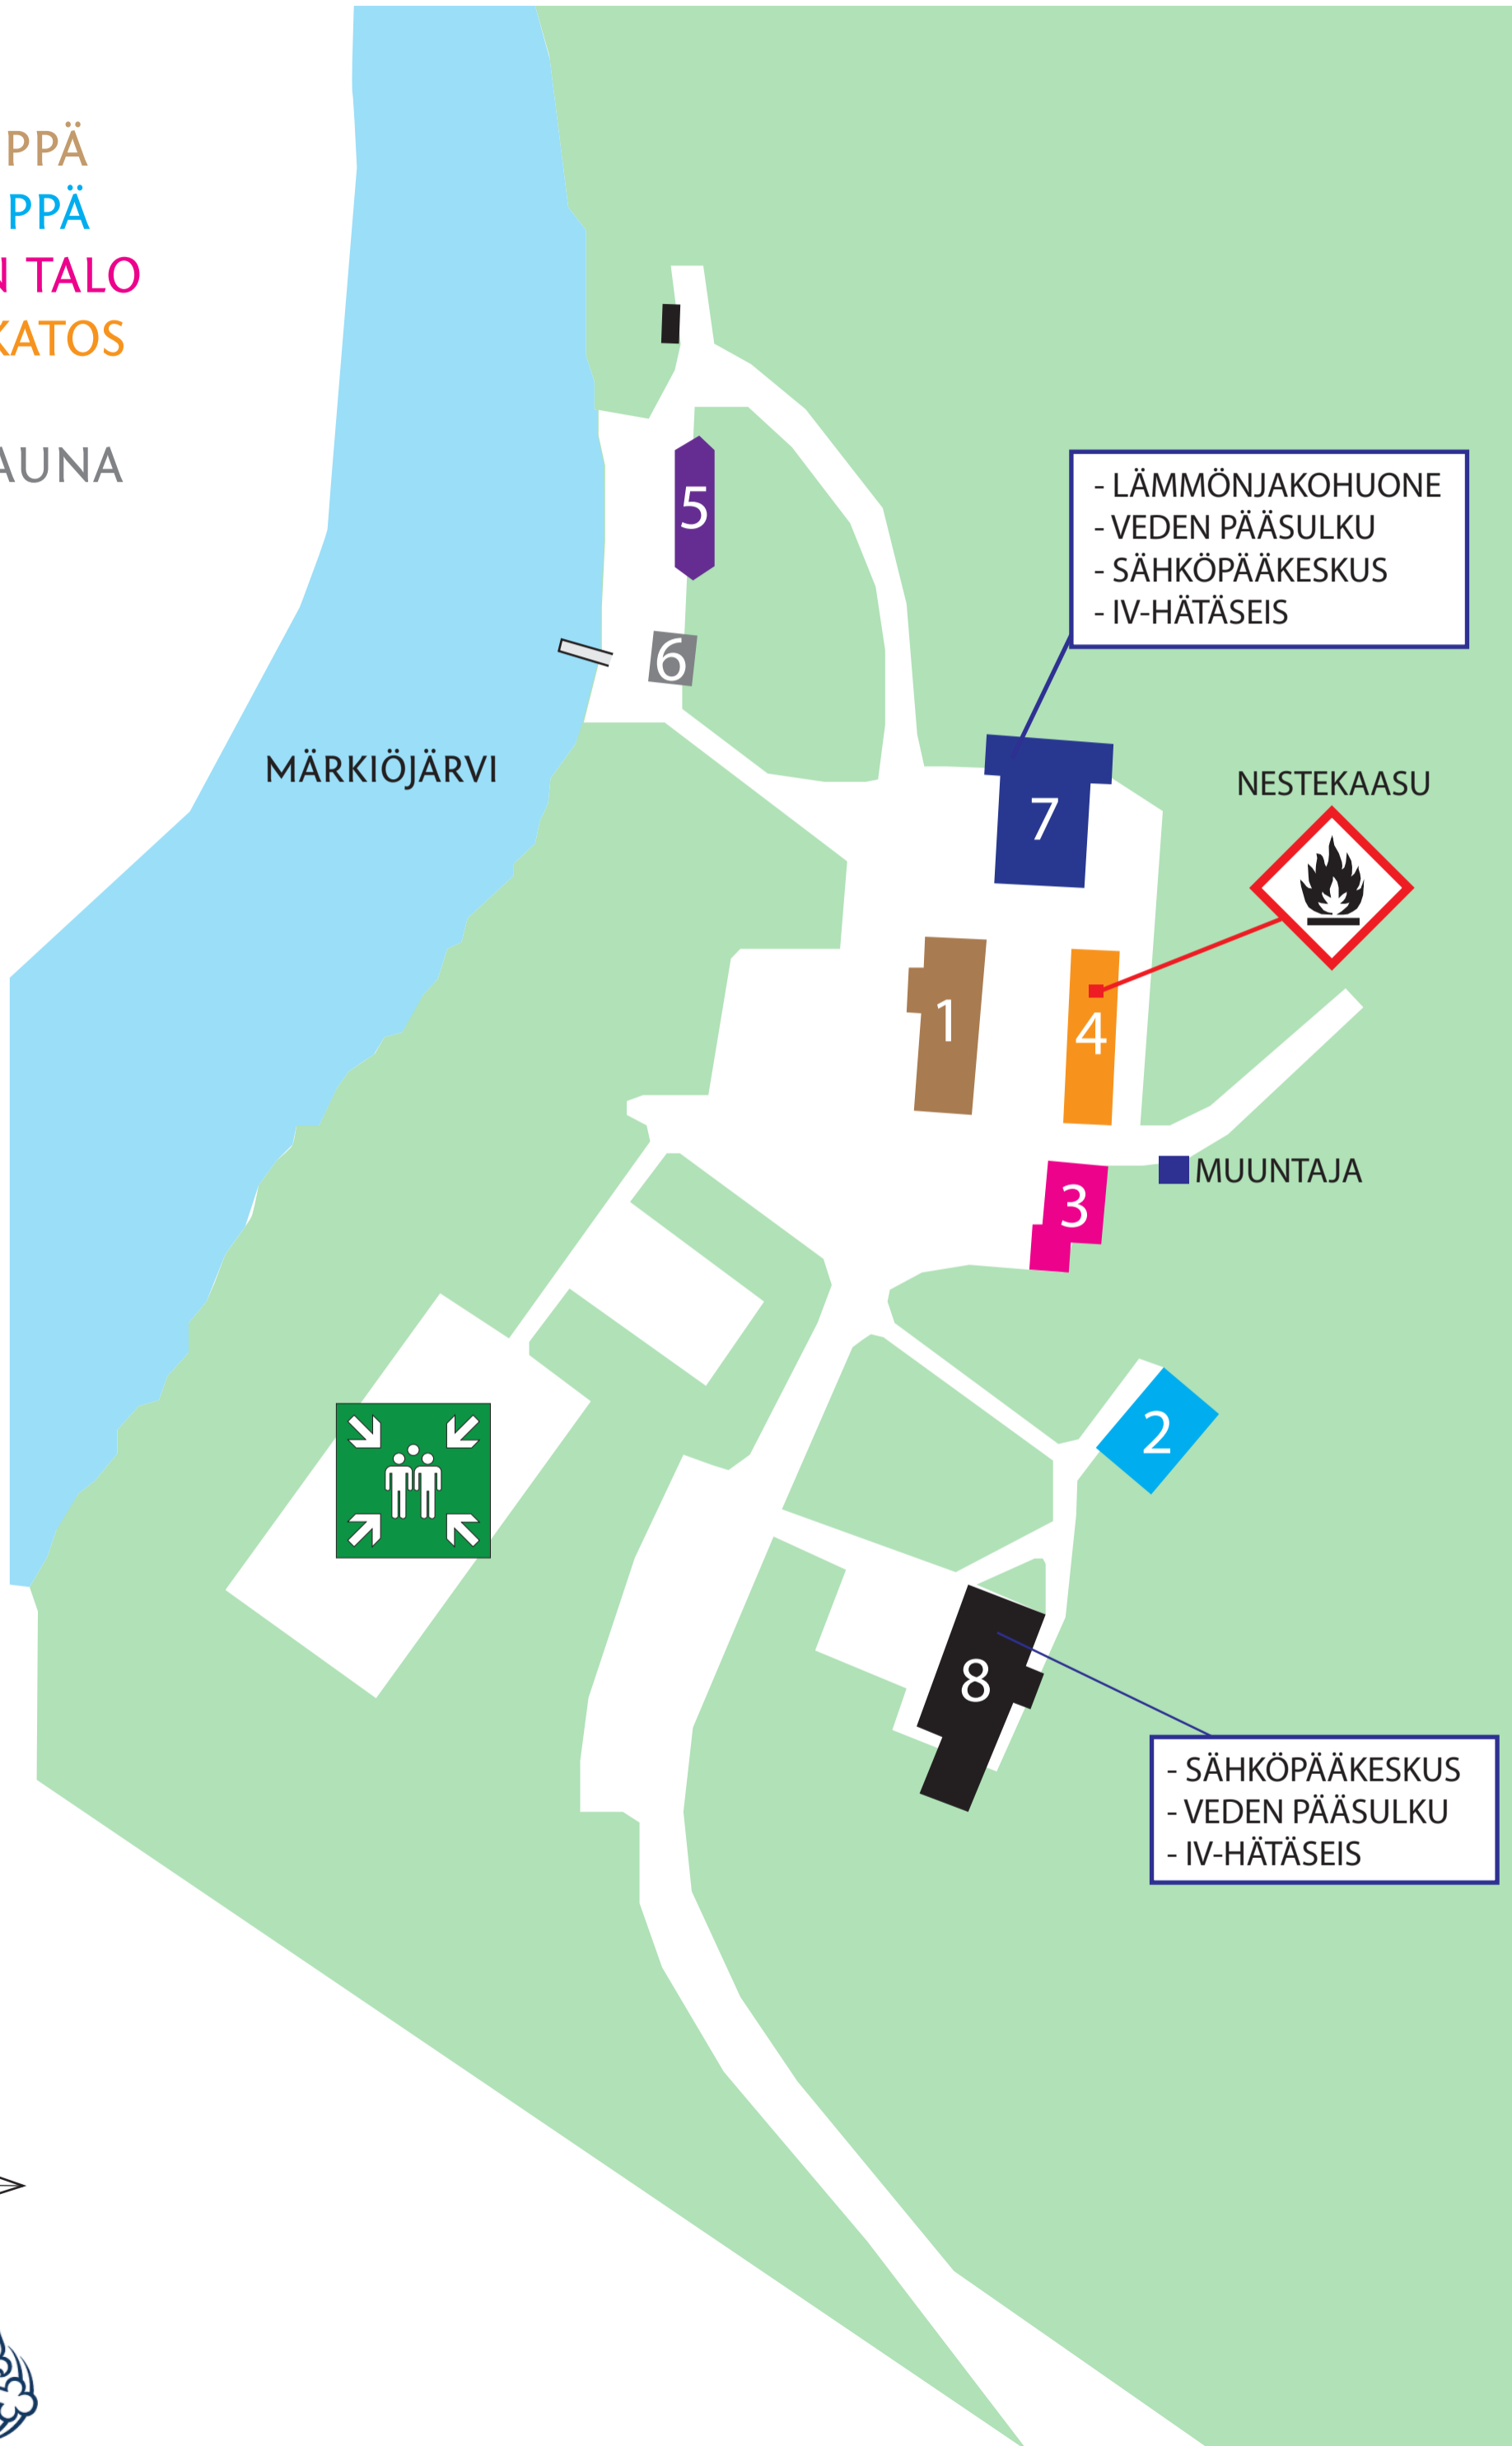 PPÄ
PPÄ
N TALO
KATOS
AUNA
5
- LÄMMÖNJAKOHUONE
- VEDEN PÄÄSULKU
- SÄHKÖPÄÄKESKUS
- IV-HÄTÄSEIS
6
MÄRKIÖJÄRVI
7
NESTEKAASU
1
4
MUUNTAJA
3
2
8
- SÄHKÖPÄÄKESKUS
- VEDEN PÄÄSULKU
- IV-HÄTÄSEIS